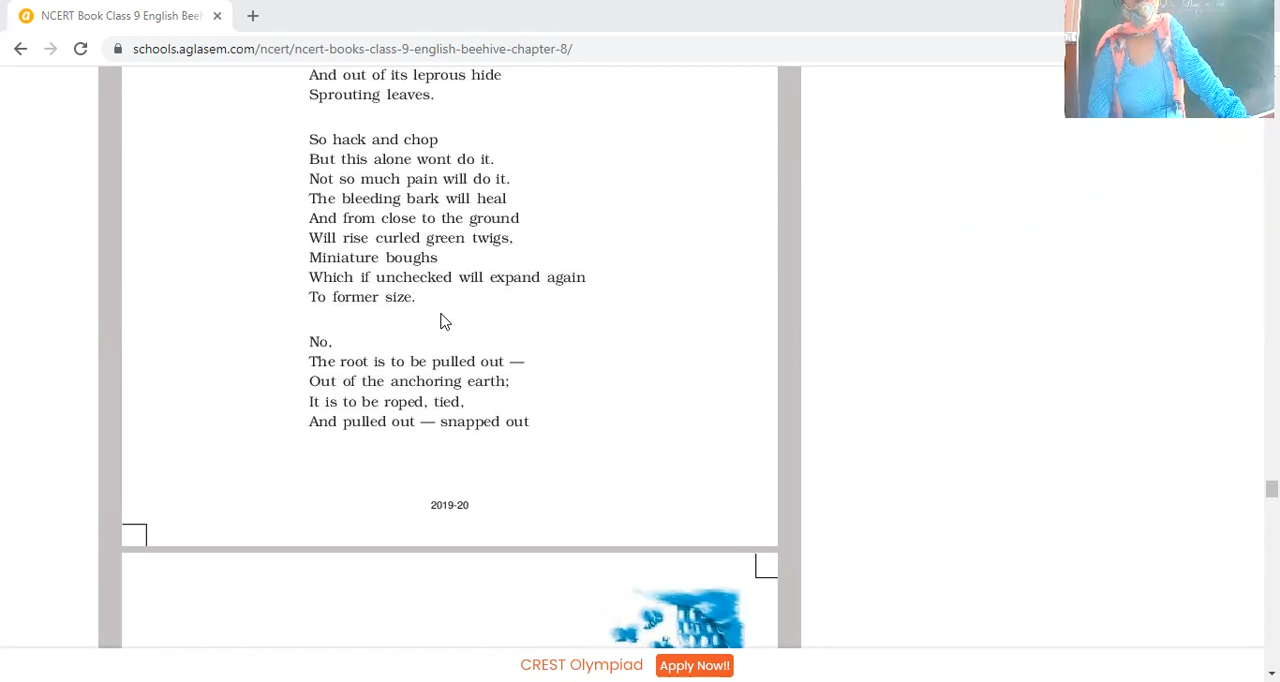 NCERT Book Class 9 English Bee
schools.aglasem.com/ncert/ncert-books-class-9-english-beehive-chapter-8/
And out of its leprous hide
Sprouting leaves.
So hack and chop
But this alone wont do it.
Not so much pain will do it.
The bleeding bark will heal
And from close to the ground
Will rise curled green twigs,
Miniature boughs
Which if unchecked will expand again
To former size.
No,
The root is to be pulled out —
Out of the anchoring earth;
It is to be roped, tied,
And pulled out — snapped out
2019-20
CREST Olympiad Apply Now!!